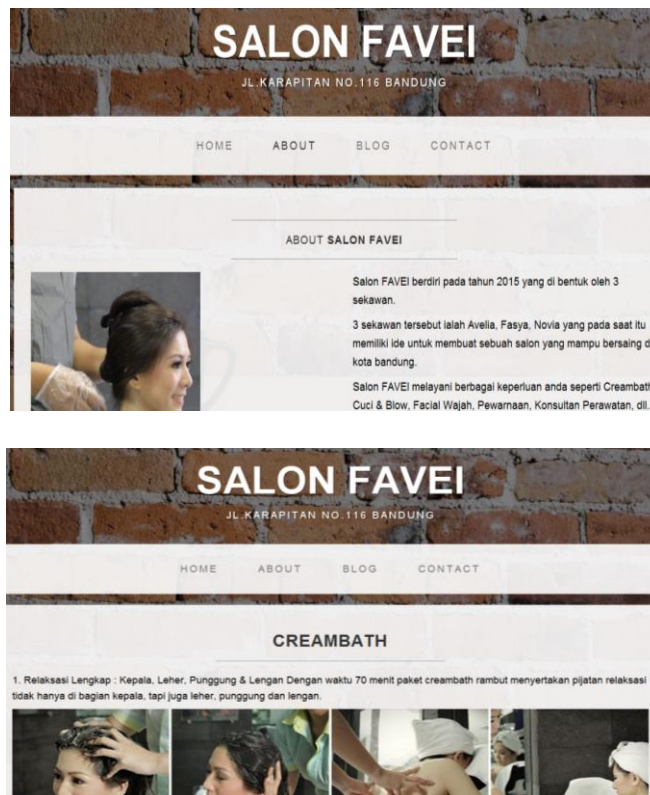 SALON FAVEI
JL.KARAPITAN NO.116 BANDUNG
HOME ABOUT BLOG CONTACT
ABOUT SALON FAVEI
Salon FAVEI berdiri pada tahun 2015 yang di bentuk oleh 3
sekawan.
3 sekawan tersebut ialah Avelia, Fasya, Novia yang pada saat itu
memiliki ide untuk membuat sebuah salon yang mampu bersaing d
kota bandung.
Salon FAVEI melayani berbagai keperluan anda seperti Creambath
Cuci & Blow, Facial Wajah, Pewarnaan, Konsultan Perawatan, dll.
SALON FAVEI
JL.KARAPITAN NO.116 BANDUNG
HOME ABOUT BLOG CONTACT
CREAMBATH
1. Relaksasi Lengkap : Kepala, Leher, Punggung & Lengan Dengan waktu 70 menit paket creambath rambut menyertakan pijatan relaksasi
tidak hanya di bagian kepala, tapi juga leher, punggung dan lengan.